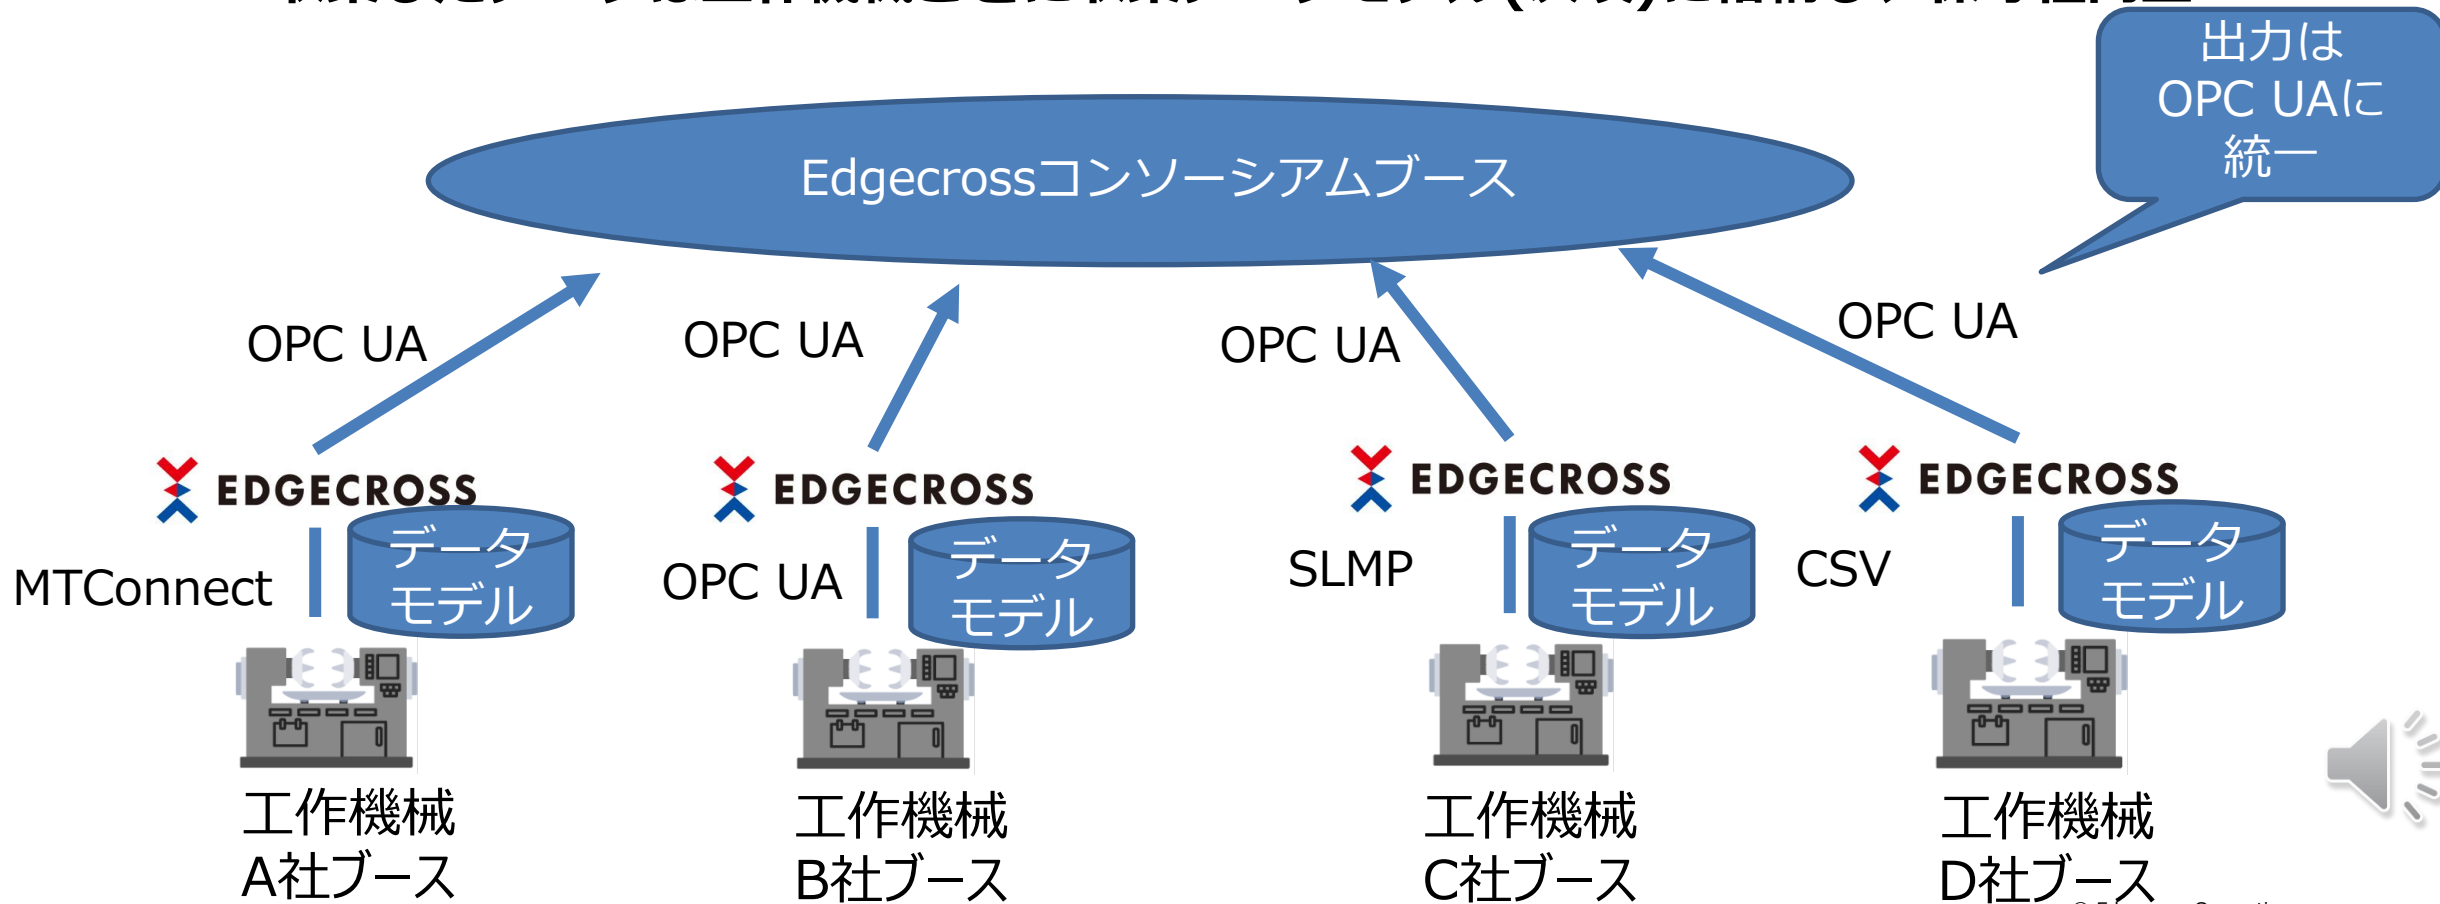 出力は
OPC UAに
統一
Edgecrossコンソーシアムブース
OPC UA
OPC UA
OPC UA
OPC UA
EDGECROSS
EDGECROSS
EDGECROSS
EDGECROSS
MTConnect
データ
モデル
OPC UA
データ
モデル
SLMP
データ
モデル
CSV
データ
モデル
工作機械
A社ブース
工作機械
B社ブース
工作機械
C社ブース
工作機械
D社ブース